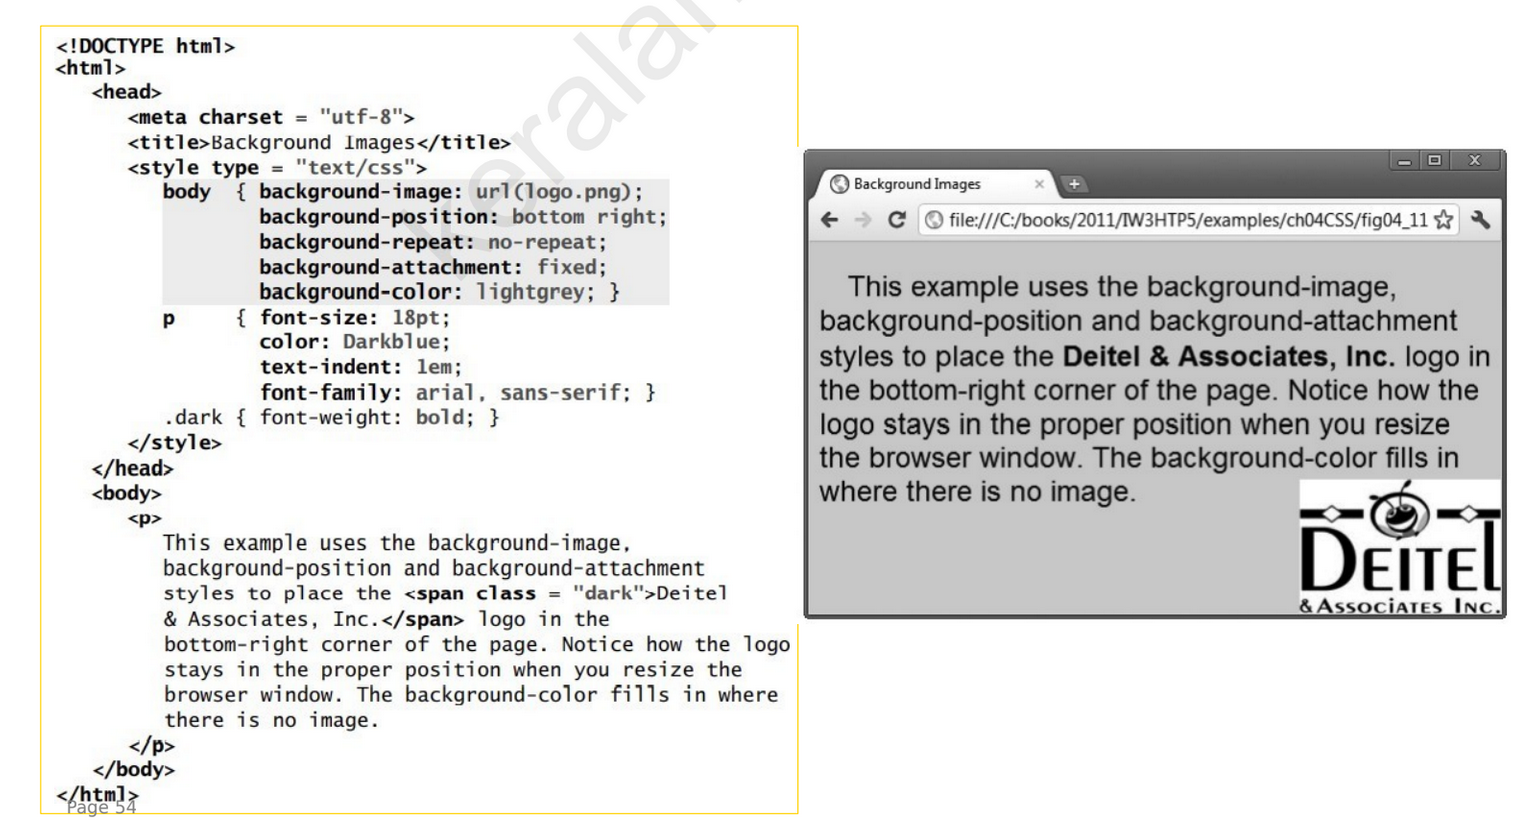 <!DOCTYPE html>
<html>
<head>
<meta charset = "utf-8">
<title>Background Images</title>
<style type = "text/css">
body { background-image: url(logo.png);
background-position: bottom right;
background-repeat: no-repeat;
background-attachment: fixed;
background-color: lightgrey; }
p { font-size: 18pt;
color: Darkblue;
text-indent: 1em;
font-family: arial, sans-serif; }
.dark { font-weight: bold; }
</style>
</head>
<body>
<p>
This example uses the background-image,
background-position and background-attachment
styles to place the <span class = "dark">Deitel
& Associates, Inc.</span> logo in the
bottom-right corner of the page. Notice how the logo
stays in the proper position when you resize the
browser window. The background-color fills in where
there is no image.
</p>
</body>
</html>
Page 54
Background Images
file:///C:/books/2011/IW3HTP5/examples/ch04CSS/fig04_11
This example uses the background-image,
background-position and background-attachment
styles to place the Deitel & Associates, Inc. logo in
the bottom-right corner of the page. Notice how the
logo stays in the proper position when you resize
the browser window. The background-color fills in
where there is no image.
DEITEL
& ASSOCIATES INC.